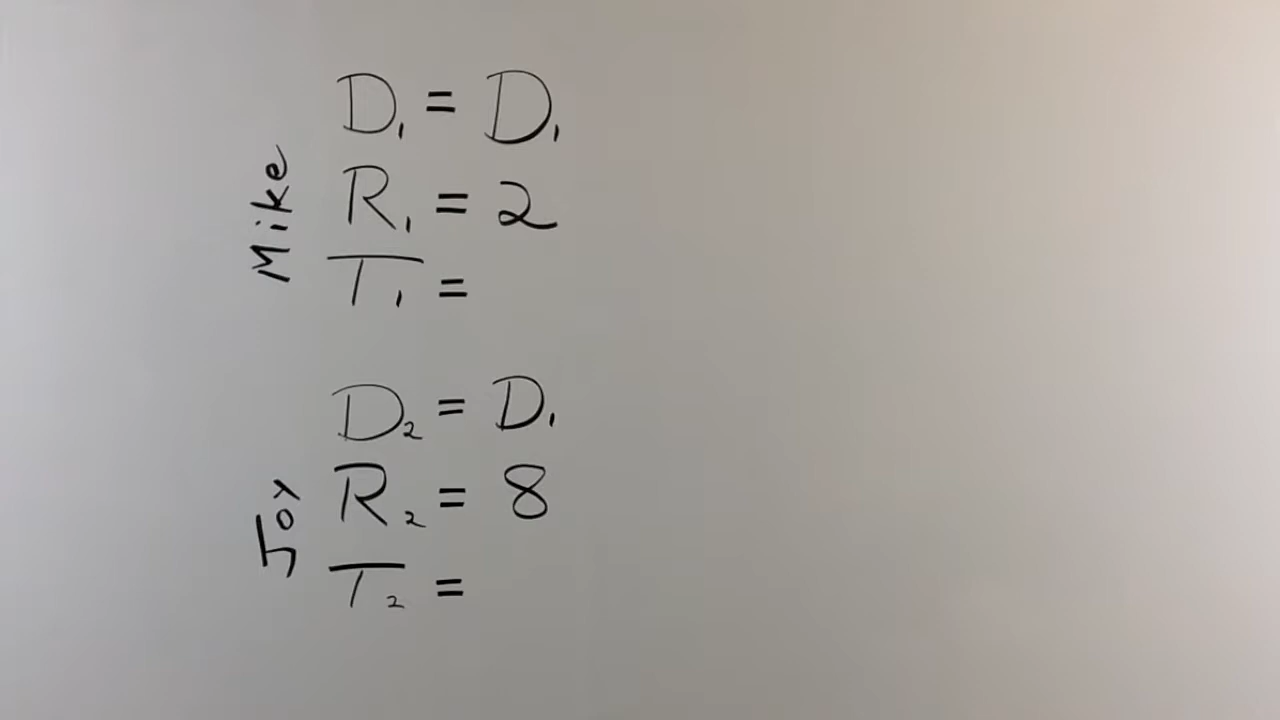 Mike
D₁ = D₁
R₁ = 2
T₁ =
Joy
D₂ = D₁
R₂ = 8
T₂ =